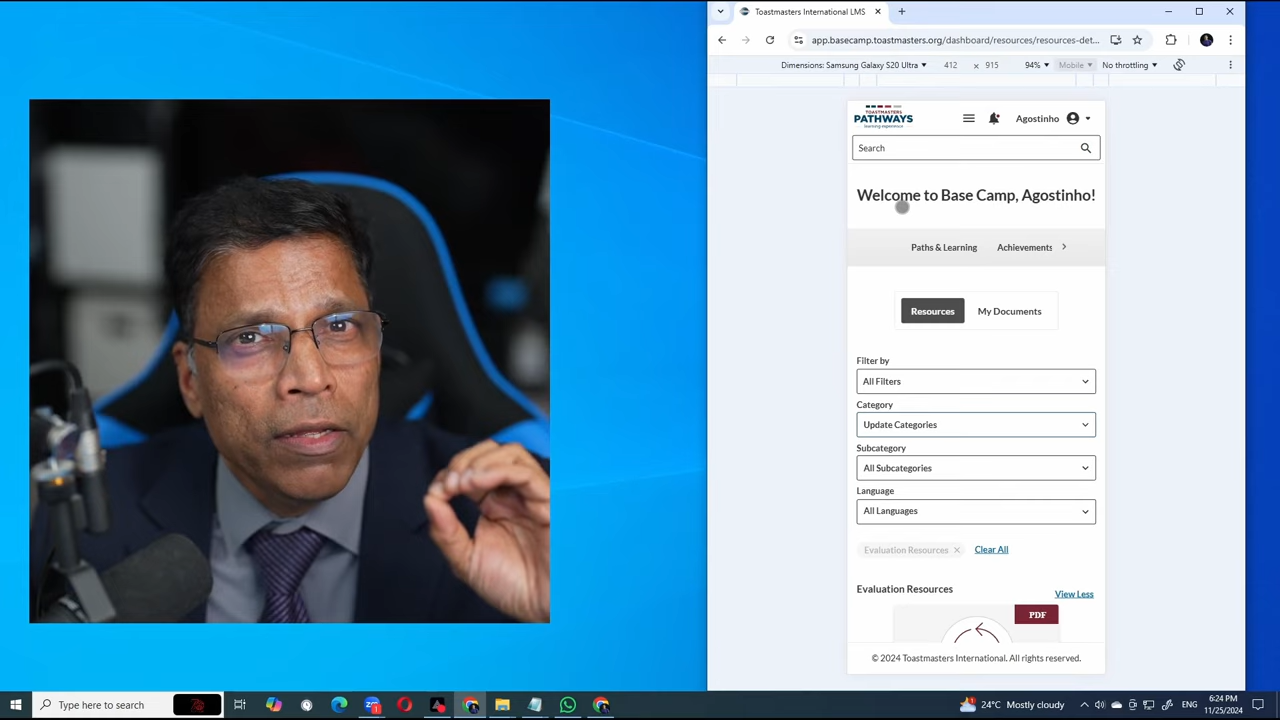 Toastmasters International LMS
app.basecamp.toastmasters.org/dashboard/resources/resources-det...
Dimensions: Samsung Galaxy S20 Ultra 412 × 915 94% Mobile No throttling
TOASTMASTERS
PATHWAYS
learning experience
Agostinho
Search
Welcome to Base Camp, Agostinho!
Paths & Learning Achievements
Resources My Documents
Filter by
All Filters
Category
Update Categories
Subcategory
All Subcategories
Language
All Languages
Evaluation Resources Clear All
Evaluation Resources View Less
PDF
© 2024 Toastmasters International. All rights reserved.
Type here to search
24°C Mostly cloudy
ENG
6:24 PM
11/25/2024